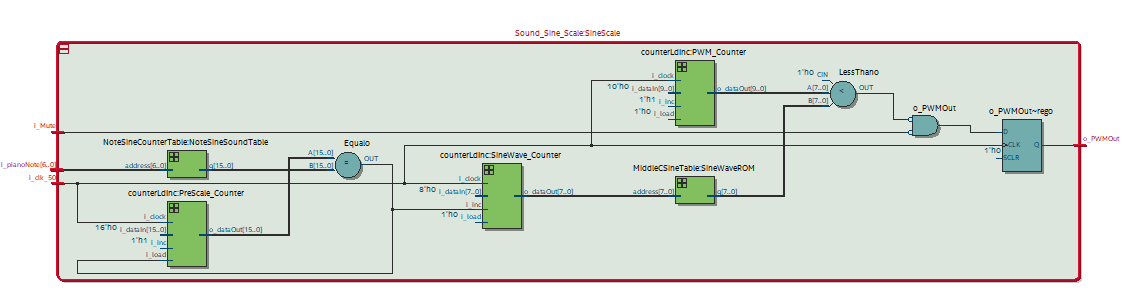 Sound_Sine_Scale:SineScale
counterLdInc:PWM_Counter
i_clock
10'h0 i_dataIn[9..0]
1'h1 i_inc
1'h0 i_load
o_dataOut[9..0]
LessThan0
1'h0 CIN
A[7..0]
B[7..0]
<
OUT
o_PWMOut
o_PWMOut~reg0
D
CLK
1'h0
SCLR
Q
o_PWMOut
i_Mute
i_pianoNote[6..0]
i_clk_50
NoteSineCounterTable:NoteSineSoundTable
address[6..0]
q[15..0]
Equal0
A[15..0]
B[15..0]
=
OUT
counterLdInc:PreScale_Counter
i_clock
16'h0 i_dataIn[15..0]
1'h1 i_inc
i_load
o_dataOut[15..0]
counterLdInc:SineWave_Counter
i_clock
8'h0 i_dataIn[7..0]
i_inc
1'h0 i_load
o_dataOut[7..0]
MiddleCSineTable:SineWaveROM
address[7..0]
q[7..0]